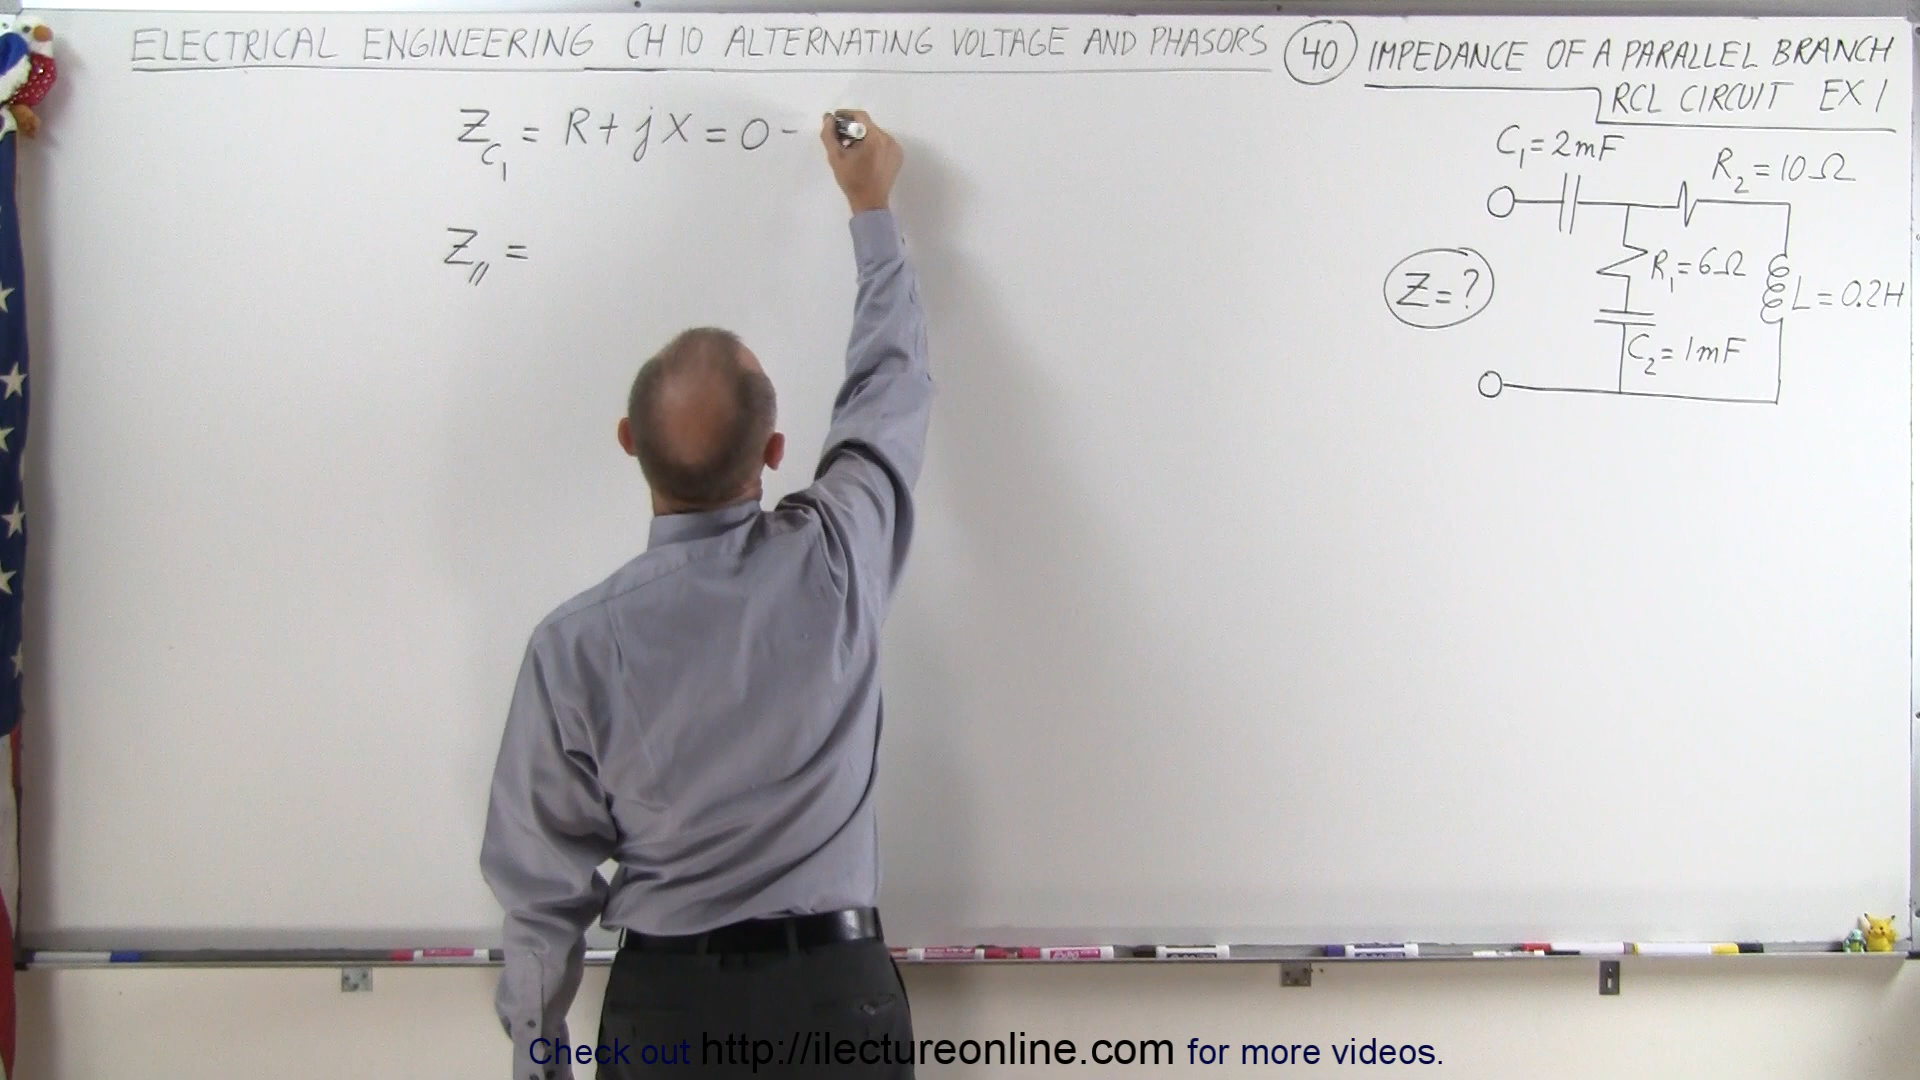 ELECTRICAL ENGINEERING CH 10 ALTERNATING VOLTAGE AND PHASORS 40 IMPEDANCE OF A PARALLEL BRANCH
RCL CIRCUIT EX 1
Z_C₁ = R + jX = 0 -
Z_// =
C₁ = 2mF
R₂ = 10Ω
R₁ = 6Ω
Z = ?
L = 0.2H
C₂ = 1mF
Check out http://ilectureonline.com for more videos.